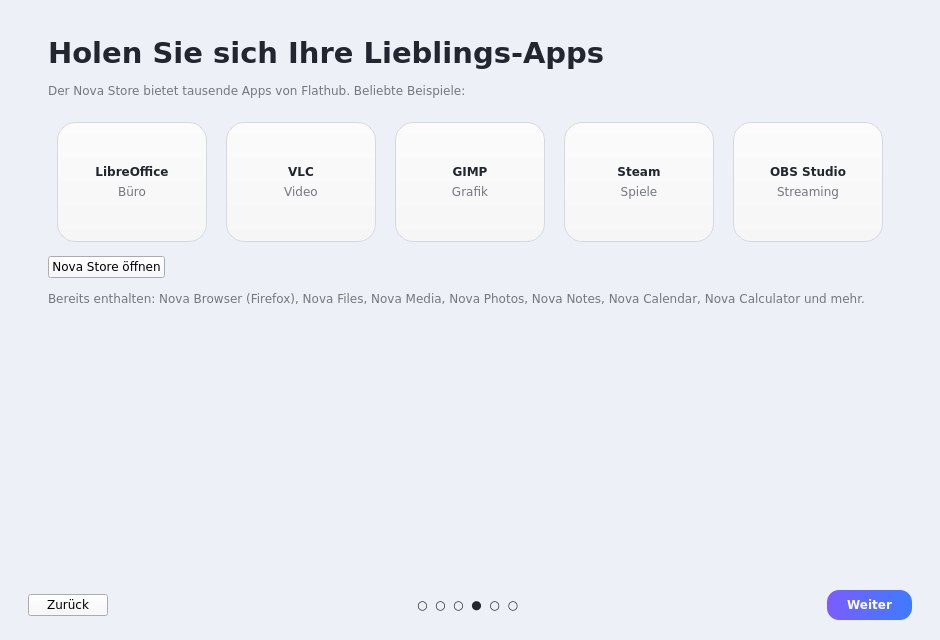 Holen Sie sich Ihre Lieblings-Apps
Der Nova Store bietet tausende Apps von Flathub. Beliebte Beispiele:
LibreOffice
Büro
VLC
Video
GIMP
Grafik
Steam
Spiele
OBS Studio
Streaming
Nova Store öffnen
Bereits enthalten: Nova Browser (Firefox), Nova Files, Nova Media, Nova Photos, Nova Notes, Nova Calendar, Nova Calculator und mehr.
Zurück
Weiter